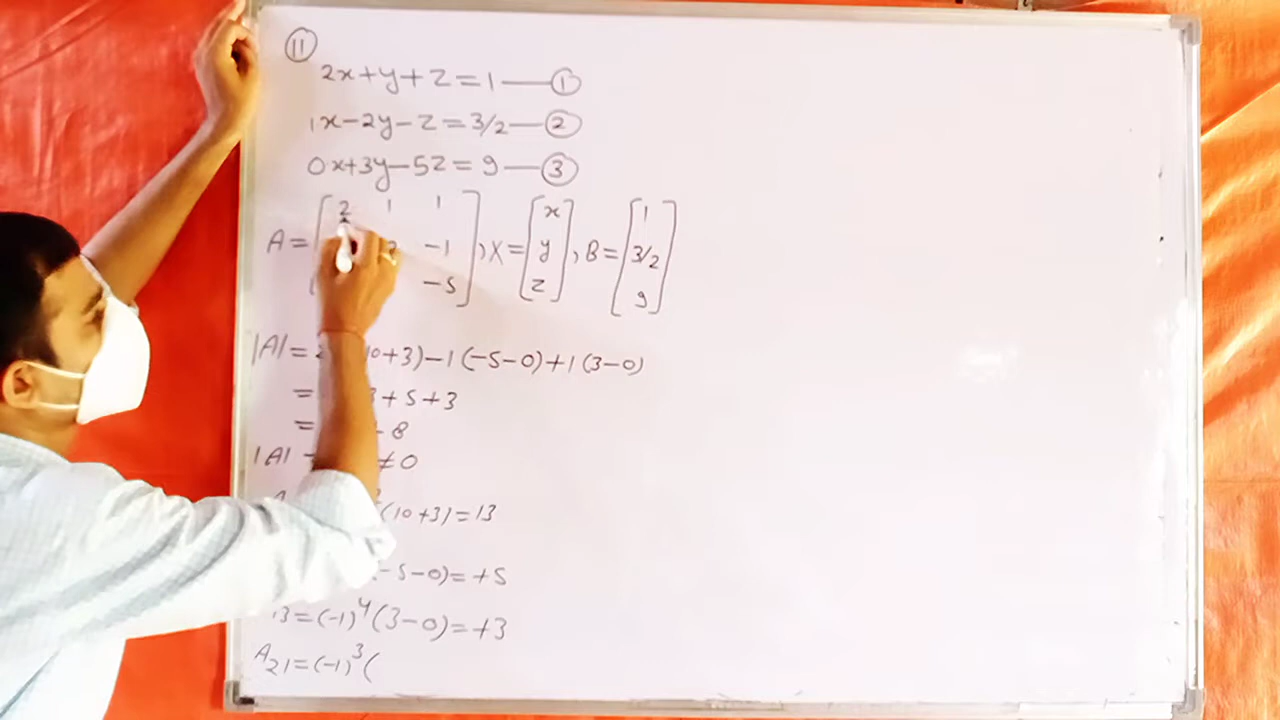 11
2x+y+z=1 — 1
1x-2y-z=3/2 — 2
0x+3y-5z=9 — 3
A = [ 2 1 1
-1
-5 ], X = [ x y z ], B = [ 1 3/2 9 ]
|A| = 10+3)-1(-5-0)+1(3-0)
= +5+3
= 8
|A| ≠0
(10+3)=13
-5-0)=+5
13=(-1)^4(3-0)=+3
A21=(-1)^3(